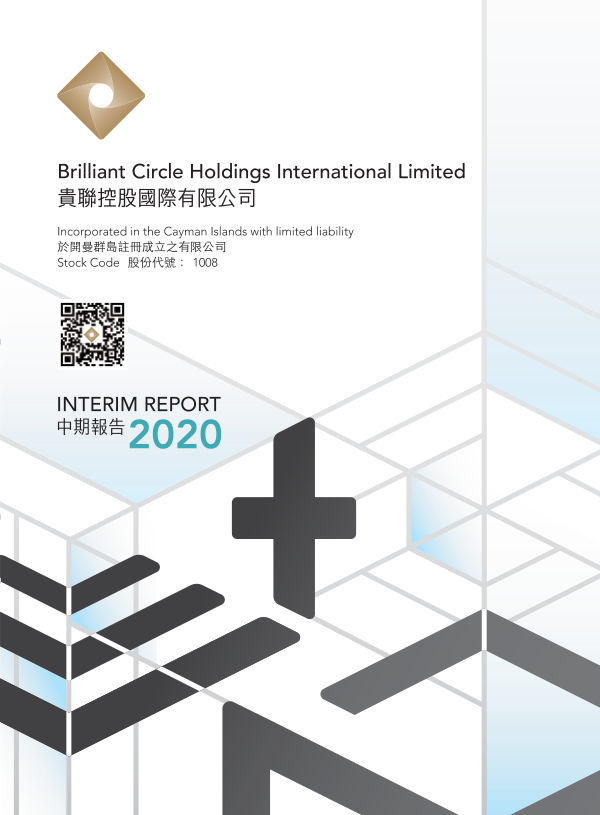 Brilliant Circle Holdings International Limited
貴聯控股國際有限公司
Incorporated in the Cayman Islands with limited liability
於開曼群島註冊成立之有限公司
Stock Code 股份代號： 1008
INTERIM REPORT
中期報告 2020